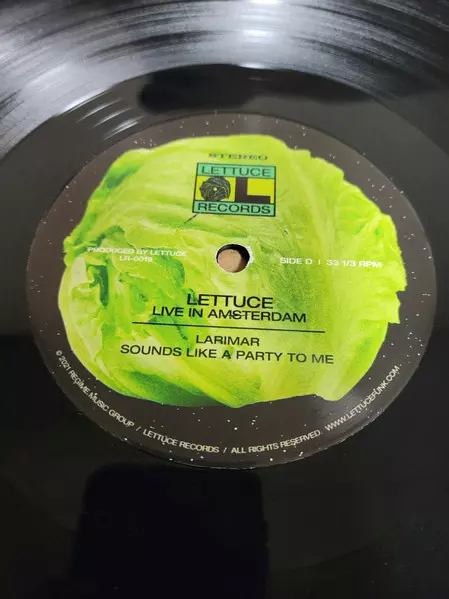 STEREO
LETTUCE
RECORDS
PRODUCED BY LETTUCE
LR-0019
SIDE D | 33 1/3 RPM
LETTUCE
LIVE IN AMSTERDAM
LARIMAR
SOUNDS LIKE A PARTY TO ME
© 2021 REGIME MUSIC GROUP / LETTUCE RECORDS / ALL RIGHTS RESERVED. WWW.LETTUCEFUNK.COM